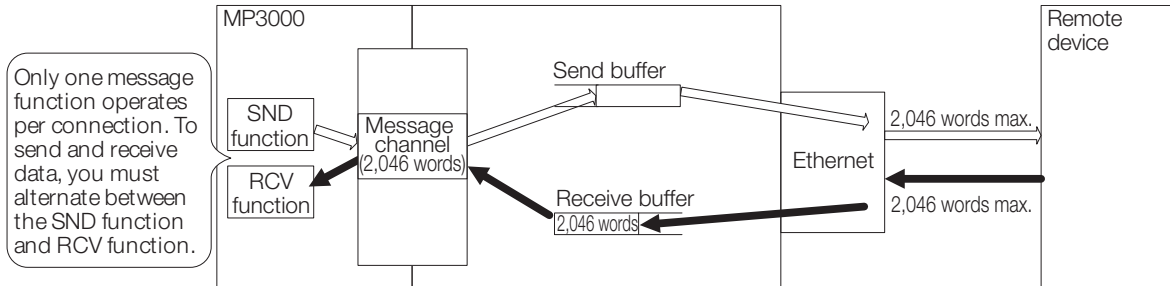 MP3000
Remote
device
Only one message
function operates
per connection. To
send and receive
data, you must
alternate between
the SND function
and RCV function.
SND
function
RCV
function
Message
channel
(2,046 words)
Send buffer
Receive buffer
2,046 words
Ethernet
2,046 words max.
2,046 words max.